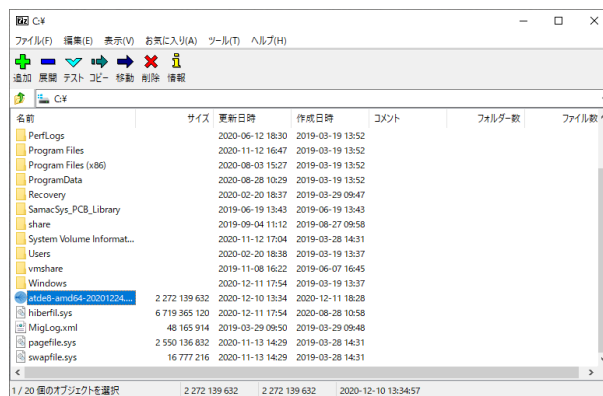 7z C:¥
ファイル(F) 編集(E) 表示(V) お気に入り(A) ツール(T) ヘルプ(H)
追加 展開 テスト コピー 移動 削除 情報
C:¥
名前 サイズ 更新日時 作成日時 コメント フォルダー数 ファイル数
PerfLogs 2020-06-12 18:30 2019-03-19 13:52
Program Files 2020-11-12 16:47 2019-03-19 13:52
Program Files (x86) 2020-08-03 15:27 2019-03-19 13:52
ProgramData 2020-08-28 10:29 2019-03-19 13:52
Recovery 2020-02-20 18:37 2019-03-29 09:47
SamacSys_PCB_Library 2019-06-19 13:43 2019-06-19 13:43
share 2019-09-04 11:12 2019-08-27 09:58
System Volume Informat... 2020-11-12 17:04 2019-03-28 14:31
Users 2020-02-20 18:38 2019-03-19 13:37
vmshare 2019-11-08 16:22 2019-06-07 16:45
Windows 2020-12-11 17:54 2019-03-19 13:37
atde8-amd64-20201224.... 2 272 139 632 2020-12-10 13:34 2020-12-11 18:28
hiberfil.sys 6 719 365 120 2020-12-11 17:54 2020-08-28 10:58
MigLog.xml 48 165 914 2019-03-29 09:50 2019-03-29 09:48
pagefile.sys 2 550 136 832 2020-11-13 14:29 2019-03-28 14:31
swapfile.sys 16 777 216 2020-11-13 14:29 2019-03-28 14:31
1 / 20 個のオブジェクトを選択 2 272 139 632 2 272 139 632 2020-12-10 13:34:57